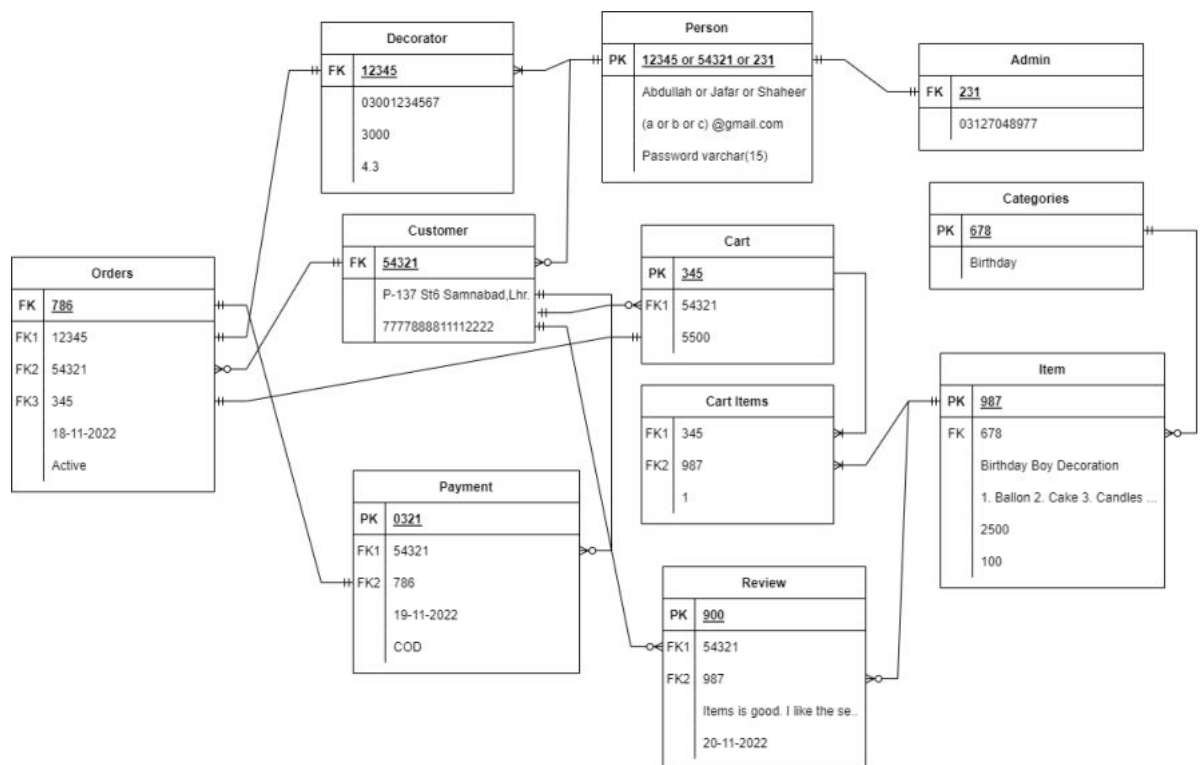 Decorator
FK 12345
03001234567
3000
4.3
Person
PK 12345 or 54321 or 231
Abdullah or Jafar or Shaheer
(a or b or c) @gmail.com
Password varchar(15)
Admin
FK 231
03127048977
Categories
PK 678
Birthday
Customer
FK 54321
P-137 St6 Samnabad,Lhr.
7777888811112222
Cart
PK 345
FK1 54321
5500
Orders
FK 786
FK1 12345
FK2 54321
FK3 345
18-11-2022
Active
Cart Items
FK1 345
FK2 987
1
Item
PK 987
FK 678
Birthday Boy Decoration
1. Ballon 2. Cake 3. Candles ...
2500
100
Payment
PK 0321
FK1 54321
FK2 786
19-11-2022
COD
Review
PK 900
FK1 54321
FK2 987
Items is good. I like the se..
20-11-2022